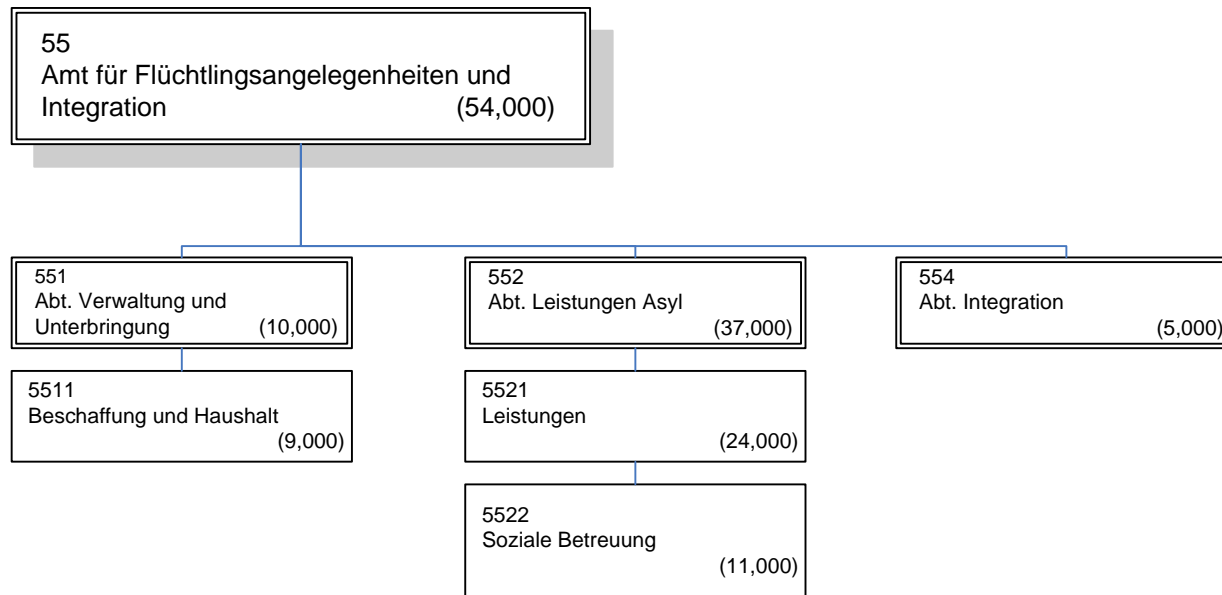 55
Amt für Flüchtlingsangelegenheiten und
Integration (54,000)
551
Abt. Verwaltung und
Unterbringung (10,000)
552
Abt. Leistungen Asyl
(37,000)
554
Abt. Integration
(5,000)
5511
Beschaffung und Haushalt
(9,000)
5521
Leistungen
(24,000)
5522
Soziale Betreuung
(11,000)